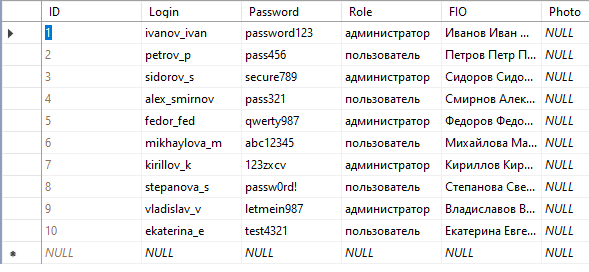 ID Login Password Role FIO Photo
1 ivanov_ivan password123 администратор Иванов Иван ... NULL
2 petrov_p pass456 пользователь Петров Петр П... NULL
3 sidorov_s secure789 администратор Сидоров Сидо... NULL
4 alex_smirnov pass321 пользователь Смирнов Алек... NULL
5 fedor_fed qwerty987 администратор Федоров Федо... NULL
6 mikhaylova_m abc12345 пользователь Михайлова Ма... NULL
7 kirillov_k 123zxcv администратор Кириллов Кир... NULL
8 stepanova_s passw0rd! пользователь Степанова Све... NULL
9 vladislav_v letmein987 администратор Владиславов В... NULL
10 ekaterina_e test4321 пользователь Екатерина Евге... NULL
NULL NULL NULL NULL NULL NULL